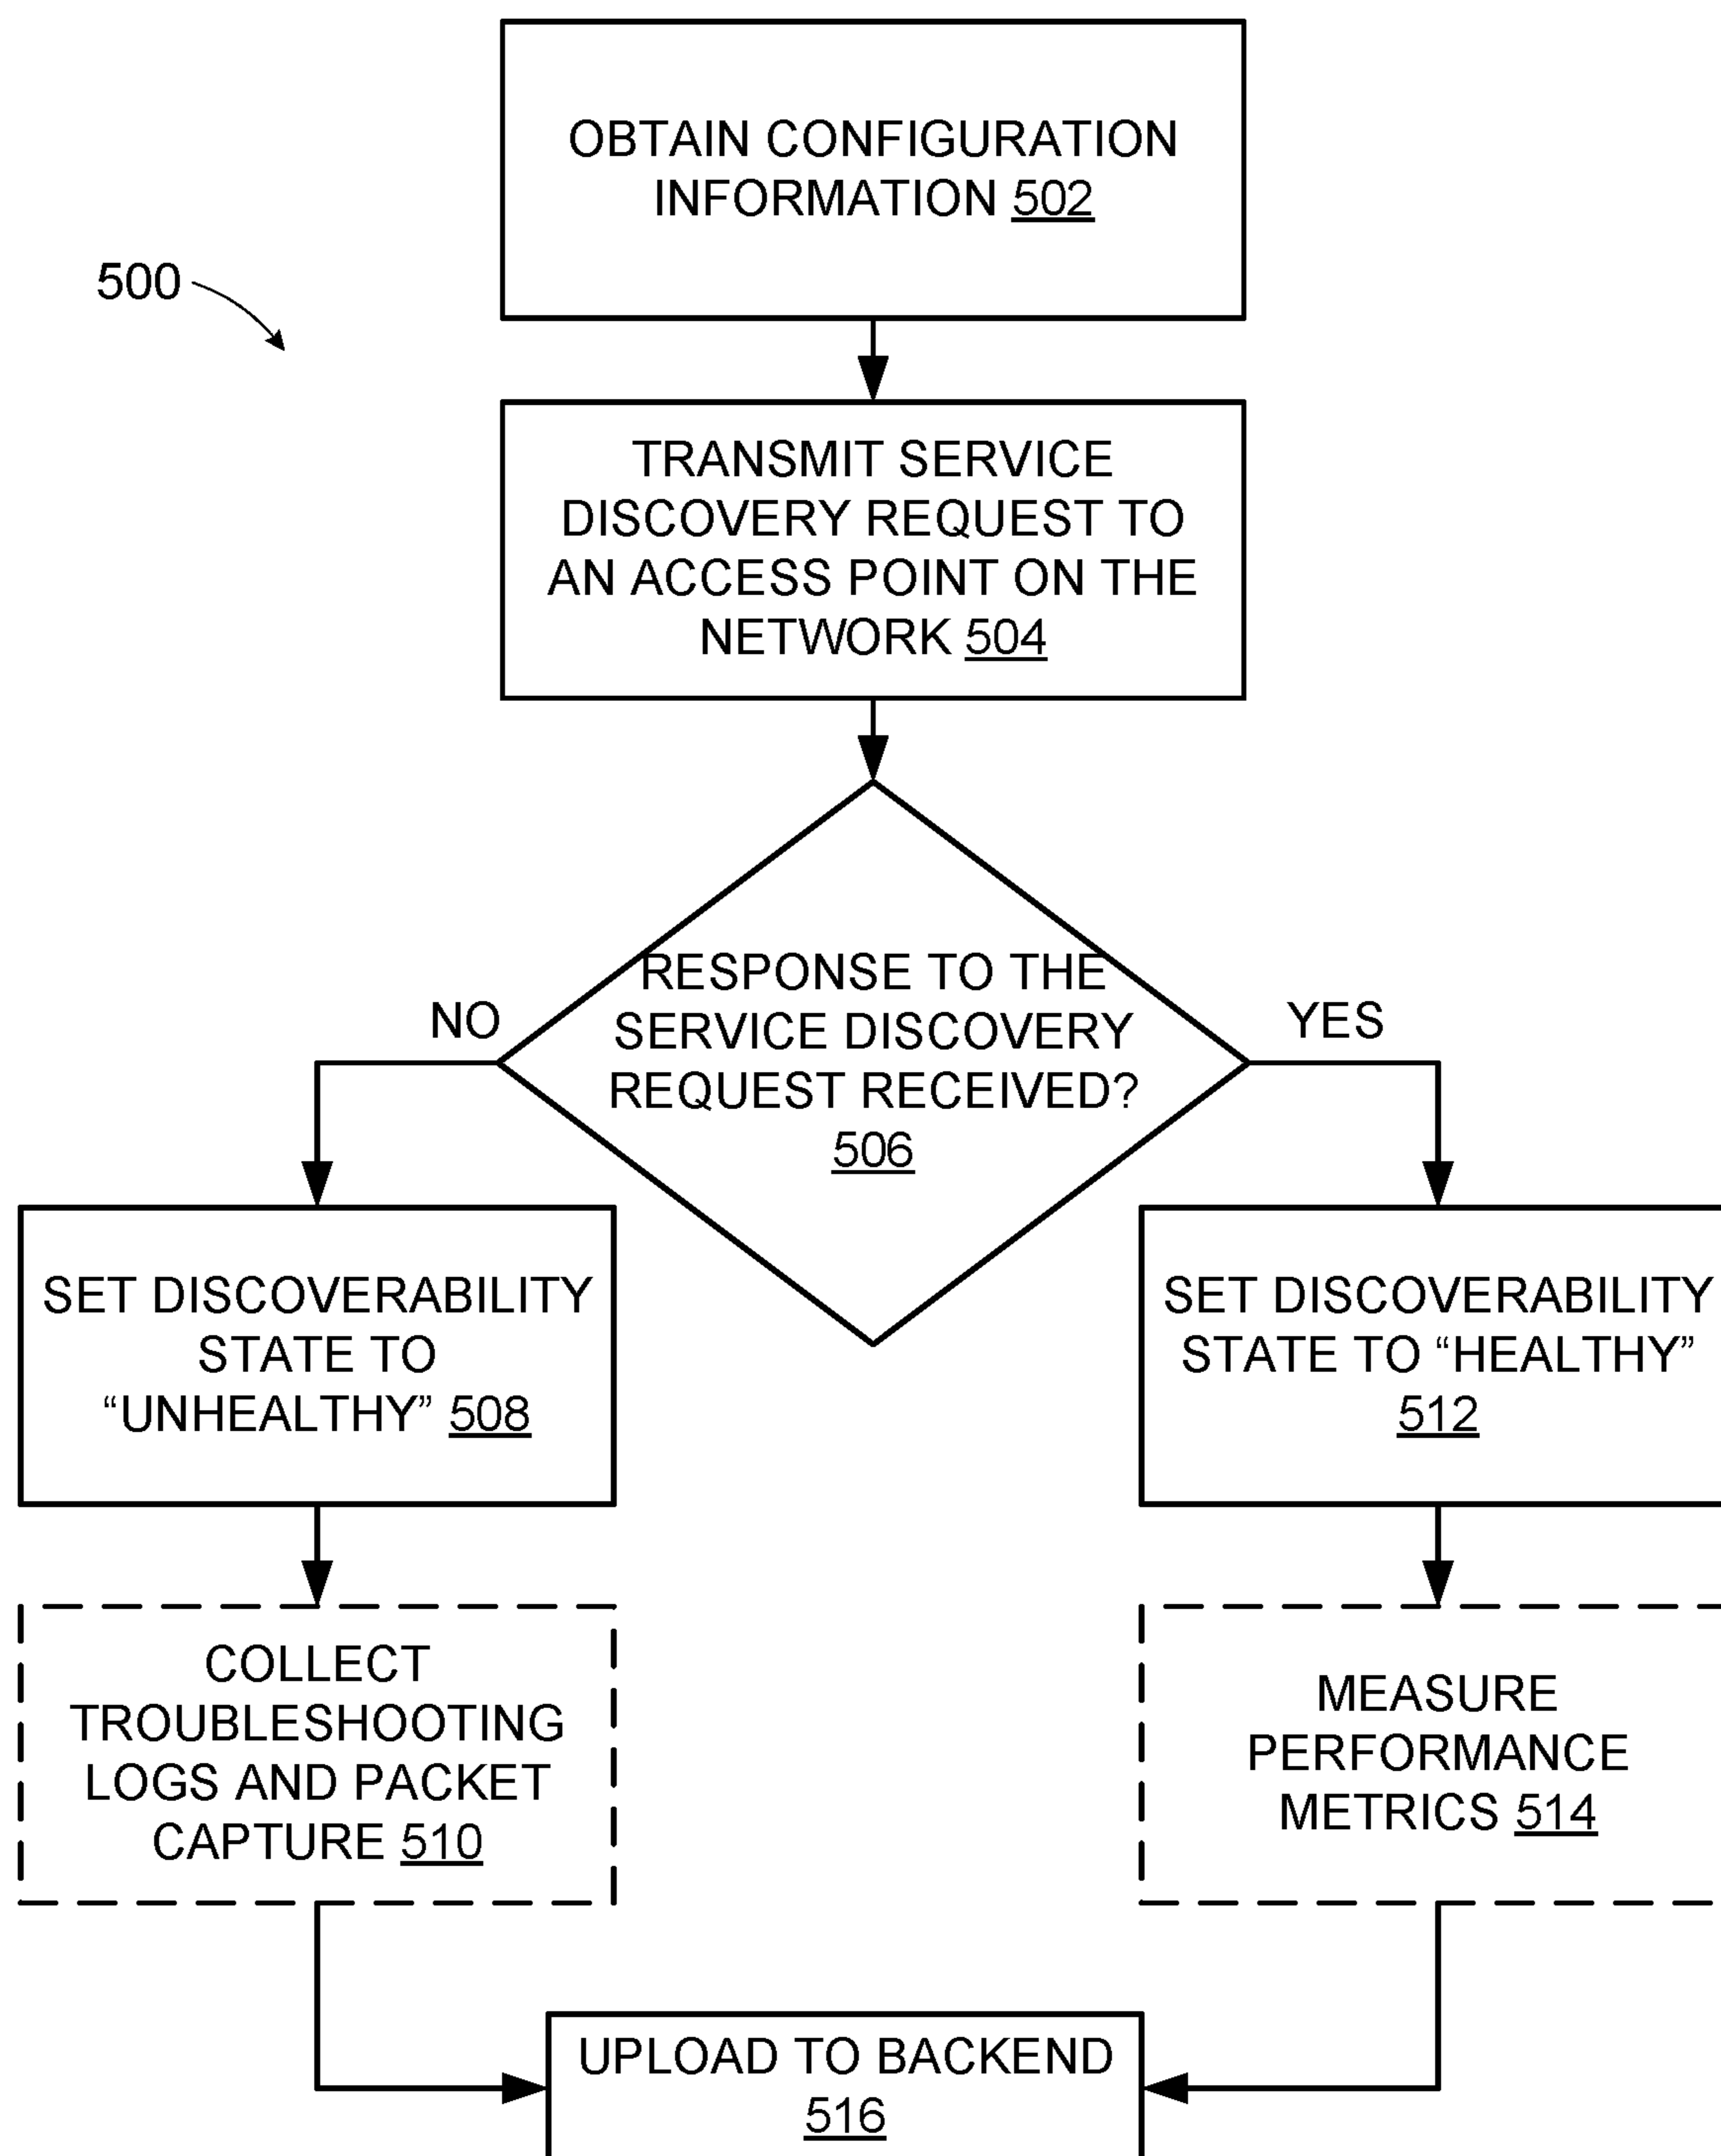 OBTAIN CONFIGURATION
INFORMATION 502
500
TRANSMIT SERVICE
DISCOVERY REQUEST TO
AN ACCESS POINT ON THE
NETWORK 504
RESPONSE TO THE
SERVICE DISCOVERY
REQUEST RECEIVED?
506
NO
YES
SET DISCOVERABILITY
STATE TO
“UNHEALTHY” 508
SET DISCOVERABILITY
STATE TO “HEALTHY”
512
COLLECT
TROUBLESHOOTING
LOGS AND PACKET
CAPTURE 510
MEASURE
PERFORMANCE
METRICS 514
UPLOAD TO BACKEND
516